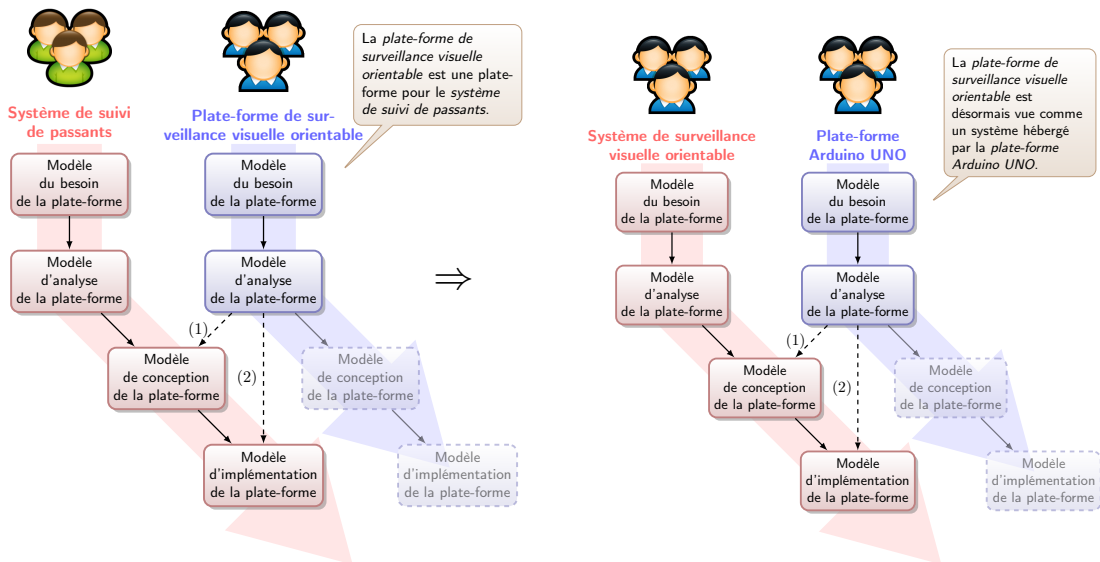 Système de suivi
de passants
Plate-forme de sur-
veillance visuelle orientable
La plate-forme de
surveillance visuelle
orientable est une plate-
forme pour le système
de suivi de passants.
Modèle
du besoin
de la plate-forme
Modèle
du besoin
de la plate-forme
Modèle
d'analyse
de la plate-forme
Modèle
d'analyse
de la plate-forme
(1)
(2)
Modèle
de conception
de la plate-forme
Modèle
de conception
de la plate-forme
Modèle
d'implémentation
de la plate-forme
Modèle
d'implémentation
de la plate-forme
⇒
Système de surveillance
visuelle orientable
Plate-forme
Arduino UNO
La plate-forme de
surveillance visuelle
orientable est
désormais vue comme
un système hébergé
par la plate-forme
Arduino UNO.
Modèle
du besoin
de la plate-forme
Modèle
du besoin
de la plate-forme
Modèle
d'analyse
de la plate-forme
Modèle
d'analyse
de la plate-forme
(1)
(2)
Modèle
de conception
de la plate-forme
Modèle
de conception
de la plate-forme
Modèle
d'implémentation
de la plate-forme
Modèle
d'implémentation
de la plate-forme